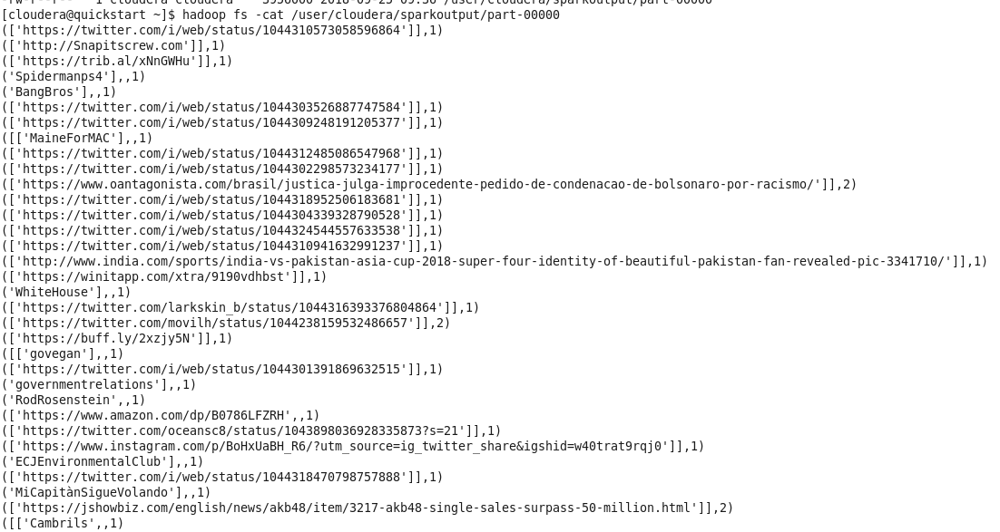 [cloudera@quickstart ~]$ hadoop fs -cat /user/cloudera/sparkoutput/part-00000
(['https://twitter.com/i/web/status/1044310573058596864']],1)
(['http://Snapitscrew.com']],1)
(['https://trib.al/xNnGWHu']],1)
('Spidermanps4'],,1)
('BangBros'],,1)
(['https://twitter.com/i/web/status/1044303526887747584']],1)
(['https://twitter.com/i/web/status/1044309248191205377']],1)
([['MaineForMAC'],,1)
(['https://twitter.com/i/web/status/1044312485086547968']],1)
(['https://twitter.com/i/web/status/1044302298573234177']],1)
(['https://www.oantagonista.com/brasil/justica-julga-improcedente-pedido-de-condenacao-de-bolsonaro-por-racismo/']],2)
(['https://twitter.com/i/web/status/1044318952506183681']],1)
(['https://twitter.com/i/web/status/1044304339328790528']],1)
(['https://twitter.com/i/web/status/1044324544557633538']],1)
(['https://twitter.com/i/web/status/1044310941632991237']],1)
(['http://www.india.com/sports/india-vs-pakistan-asia-cup-2018-super-four-identity-of-beautiful-pakistan-fan-revealed-pic-3341710/']],1)
(['https://winitapp.com/xtra/9190vdhbst']],1)
('WhiteHouse'],,1)
(['https://twitter.com/larkskin_b/status/1044316393376804864']],1)
(['https://twitter.com/movilh/status/1044238159532486657']],2)
(['https://buff.ly/2xzjy5N']],1)
([['govegan'],,1)
(['https://twitter.com/i/web/status/1044301391869632515']],1)
('governmentrelations'],,1)
('RodRosenstein',,1)
(['https://www.amazon.com/dp/B0786LFZRH',,1)
(['https://twitter.com/oceansc8/status/1043898036928335873?s=21']],1)
(['https://www.instagram.com/p/BoHxUaBH_R6/?utm_source=ig_twitter_share&igshid=w40trat9rqj0']],1)
('ECJEnvironmentalClub'],,1)
(['https://twitter.com/i/web/status/1044318470798757888']],1)
('MiCapitànSigueVolando'],,1)
(['https://jshowbiz.com/english/news/akb48/item/3217-akb48-single-sales-surpass-50-million.html']],2)
([['Cambrils',,1)